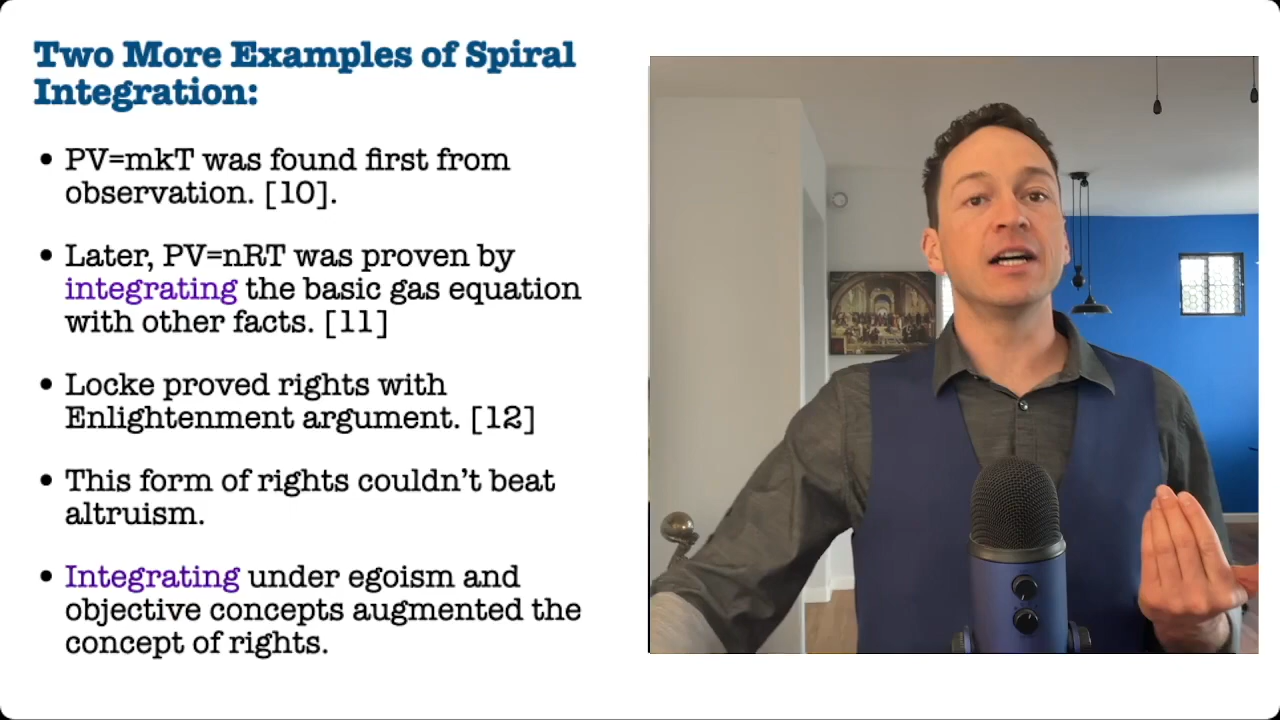 Two More Examples of Spiral
Integration:
• PV=mkT was found first from
observation. [10].
• Later, PV=nRT was proven by
integrating the basic gas equation
with other facts. [11]
• Locke proved rights with
Enlightenment argument. [12]
• This form of rights couldn't beat
altruism.
• Integrating under egoism and
objective concepts augmented the
concept of rights.